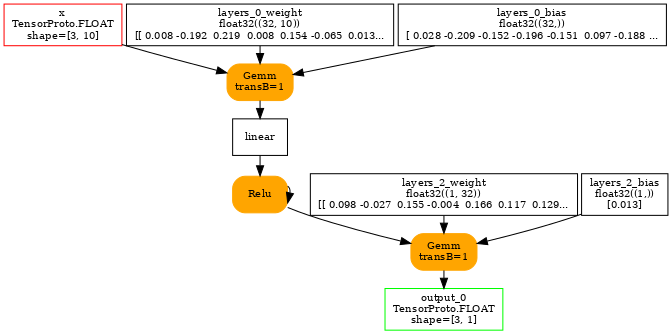 x
TensorProto.FLOAT
shape=[3, 10]
layers_0_weight
float32((32, 10))
[[ 0.008 -0.192  0.219  0.008  0.154 -0.065  0.013...
layers_0_bias
float32((32,))
[ 0.028 -0.209 -0.152 -0.196 -0.151  0.097 -0.188 ...
Gemm
transB=1
linear
Relu
layers_2_weight
float32((1, 32))
[[ 0.098 -0.027  0.155 -0.004  0.166  0.117  0.129...
layers_2_bias
float32((1,))
[0.013]
Gemm
transB=1
output_0
TensorProto.FLOAT
shape=[3, 1]